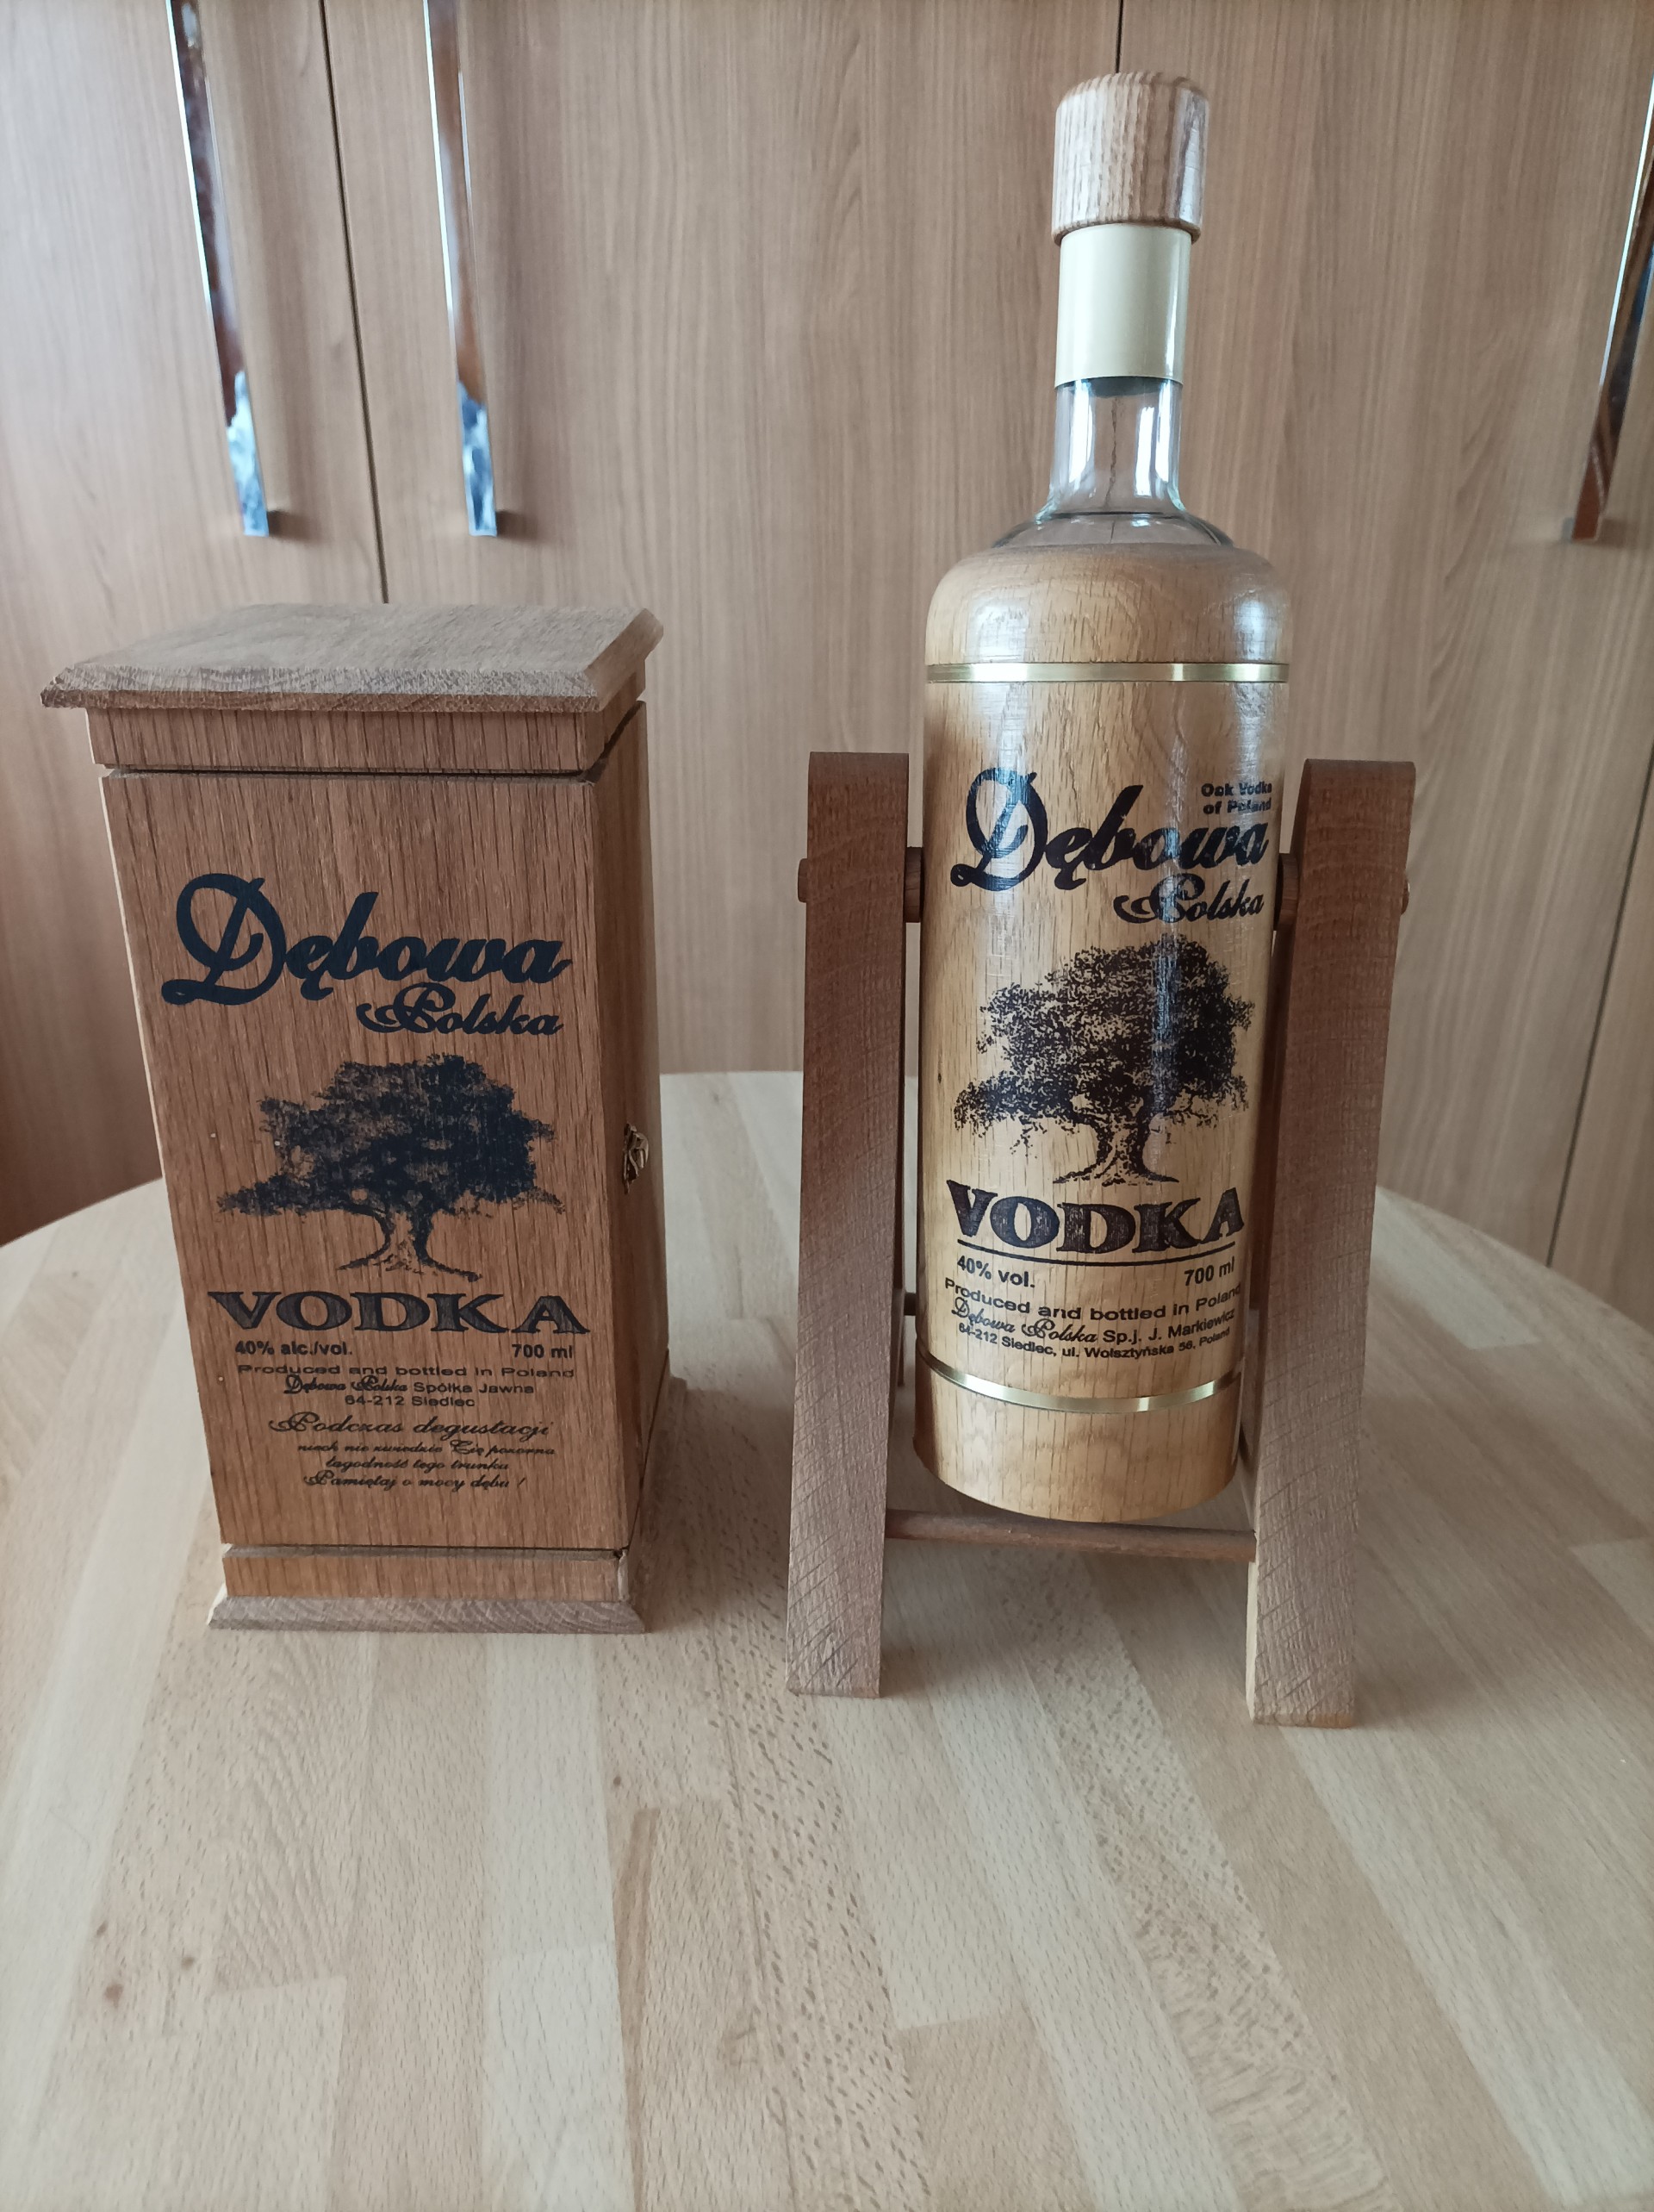 Dębowa
Polska
VODKA
40% alc./vol. 700 ml
Produced and bottled in Poland
Dębowa Polska Spółka Jawna
64-212 Siedlec
Podczas degustacji
niech nie zwiedzie Cię pozorna
łagodność tego trunku
Pamiętaj o mocy dębu !
Oak Vodka
of Poland
Dębowa
Polska
VODKA
40% vol. 700 ml
Produced and bottled in Poland
Dębowa Polska Sp.j. J. Markiewicz
64-212 Siedlec, ul. Wolsztyńska 56, Poland